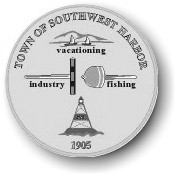 TOWN OF SOUTHWEST HARBOR
vacationing
industry fishing
1905